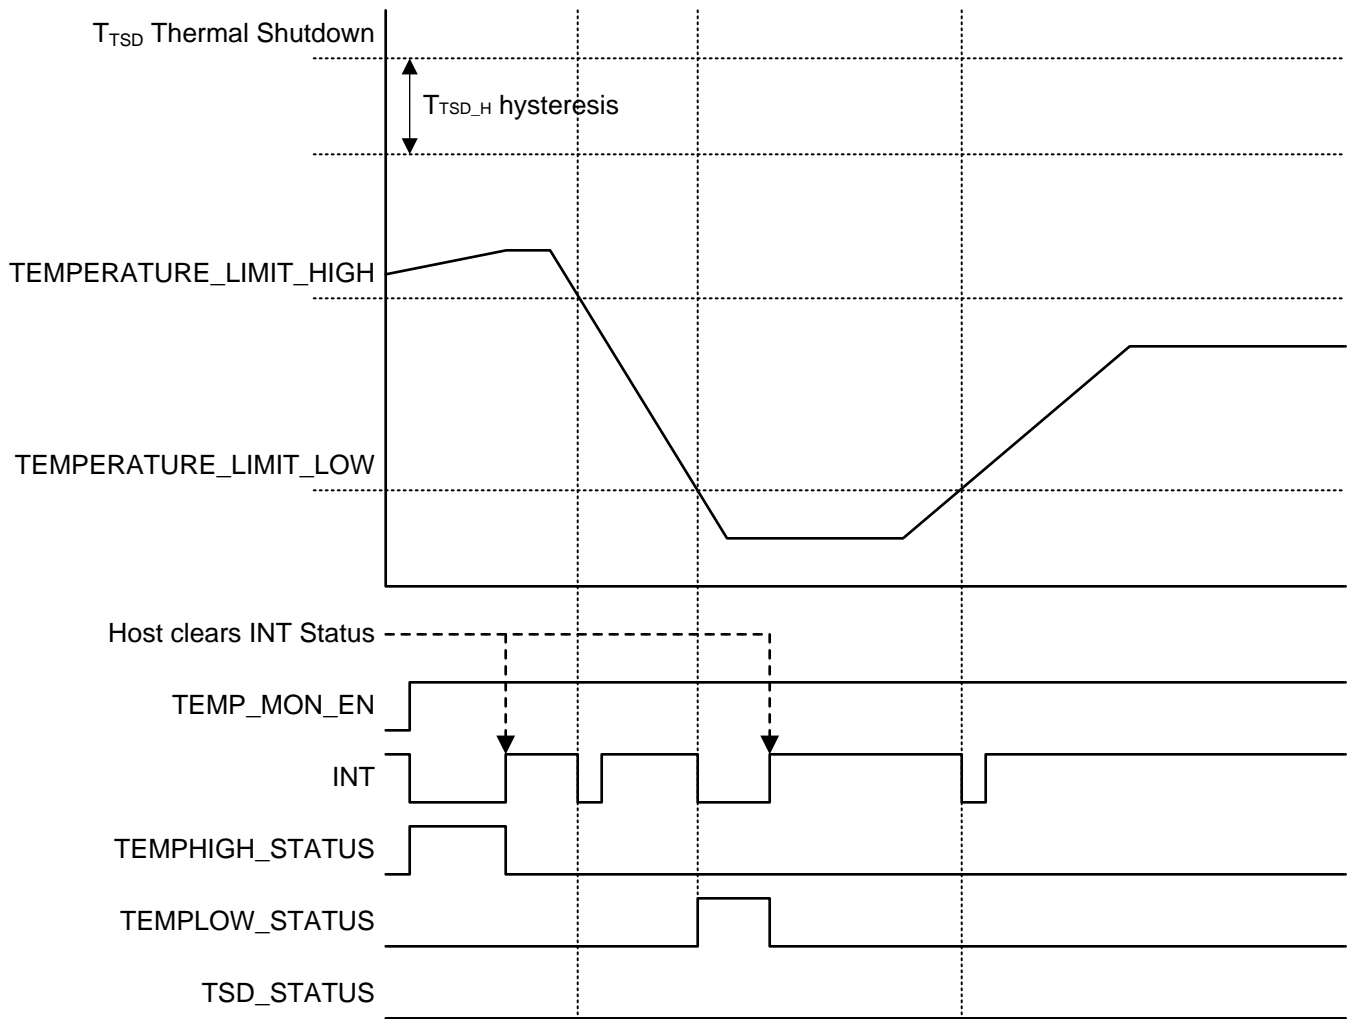 TTSD Thermal Shutdown
TTSD_H hysteresis
TEMPERATURE_LIMIT_HIGH
TEMPERATURE_LIMIT_LOW
Host clears INT Status
TEMP_MON_EN
INT
TEMPHIGH_STATUS
TEMPLOW_STATUS
TSD_STATUS